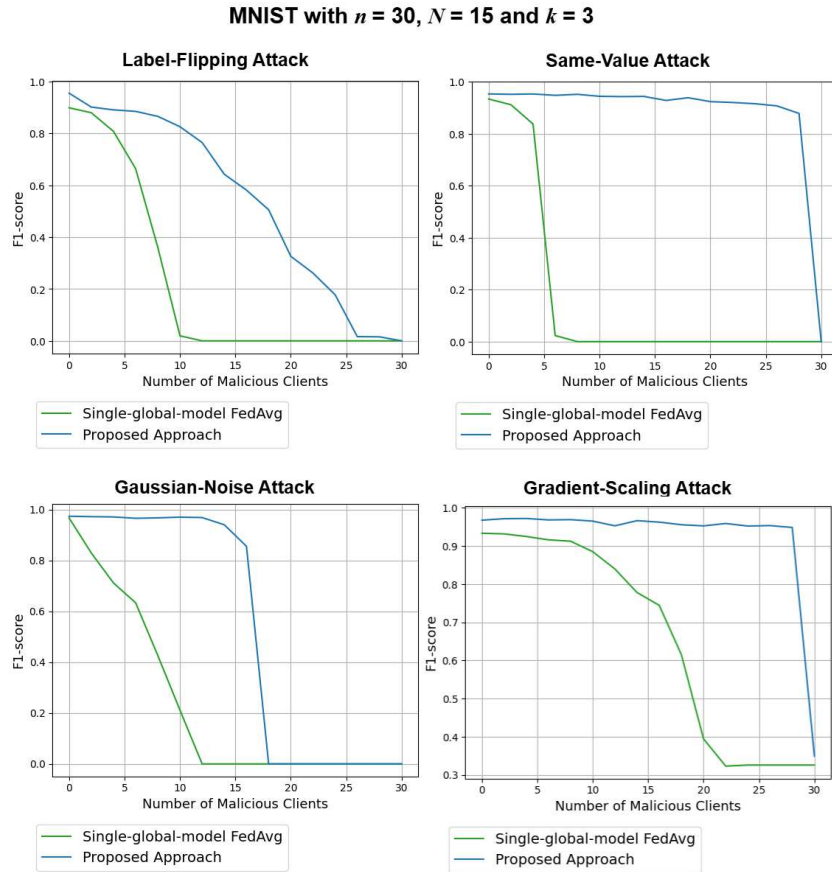 MNIST with n = 30, N = 15 and k = 3
Label-Flipping Attack
1.0
0.8
0.6
0.4
0.2
0.0
F1-score
0 5 10 15 20 25 30
Number of Malicious Clients
Single-global-model FedAvg
Proposed Approach
Same-Value Attack
1.0
0.8
0.6
0.4
0.2
0.0
F1-score
0 5 10 15 20 25 30
Number of Malicious Clients
Single-global-model FedAvg
Proposed Approach
Gaussian-Noise Attack
1.0
0.8
0.6
0.4
0.2
0.0
F1-score
0 5 10 15 20 25 30
Number of Malicious Clients
Single-global-model FedAvg
Proposed Approach
Gradient-Scaling Attack
1.0
0.9
0.8
0.7
0.6
0.5
0.4
0.3
F1-score
0 5 10 15 20 25 30
Number of Malicious Clients
Single-global-model FedAvg
Proposed Approach